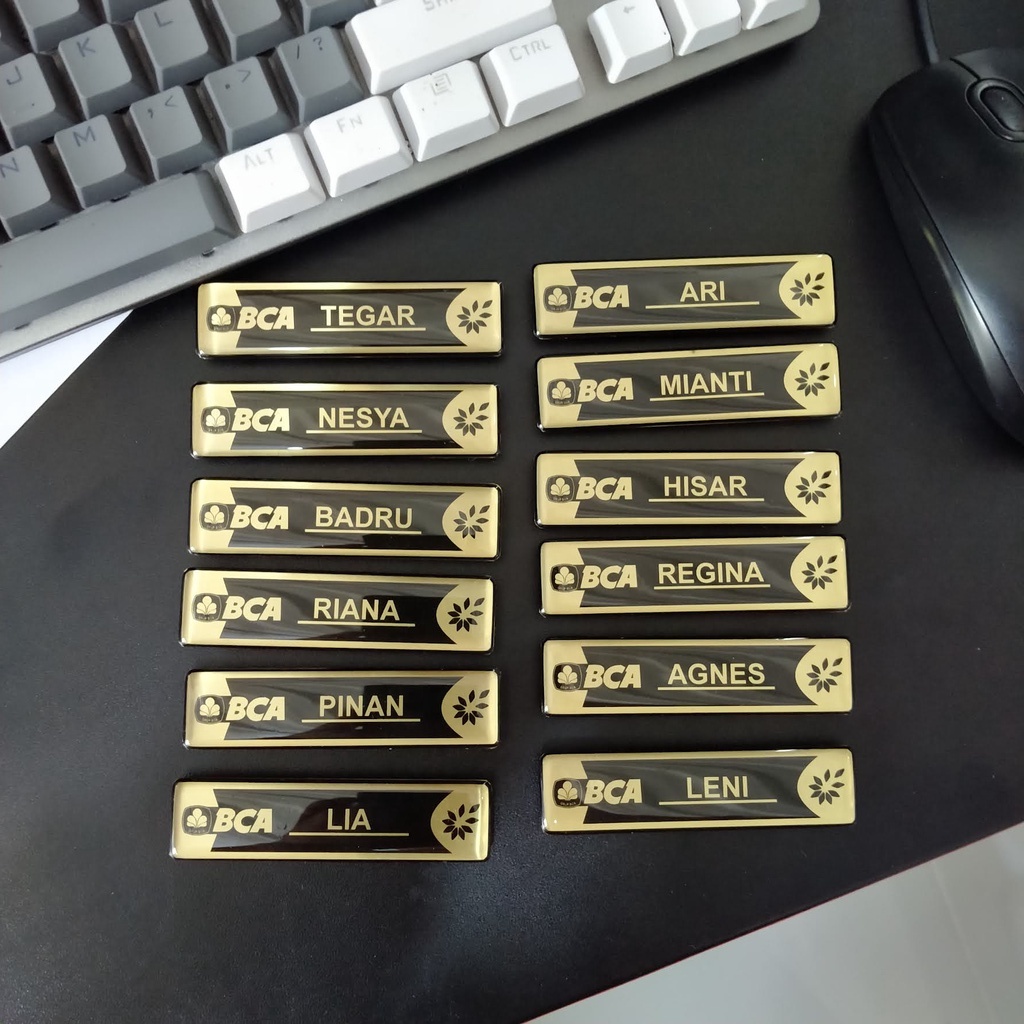 SH
CTRL
FN
ALT
L
K
J
M
N
/ ?
. >
, <
BCA TEGAR
BCA NESYA
BCA BADRU
BCA RIANA
BCA PINAN
BCA LIA
BCA ARI
BCA MIANTI
BCA HISAR
BCA REGINA
BCA AGNES
BCA LENI